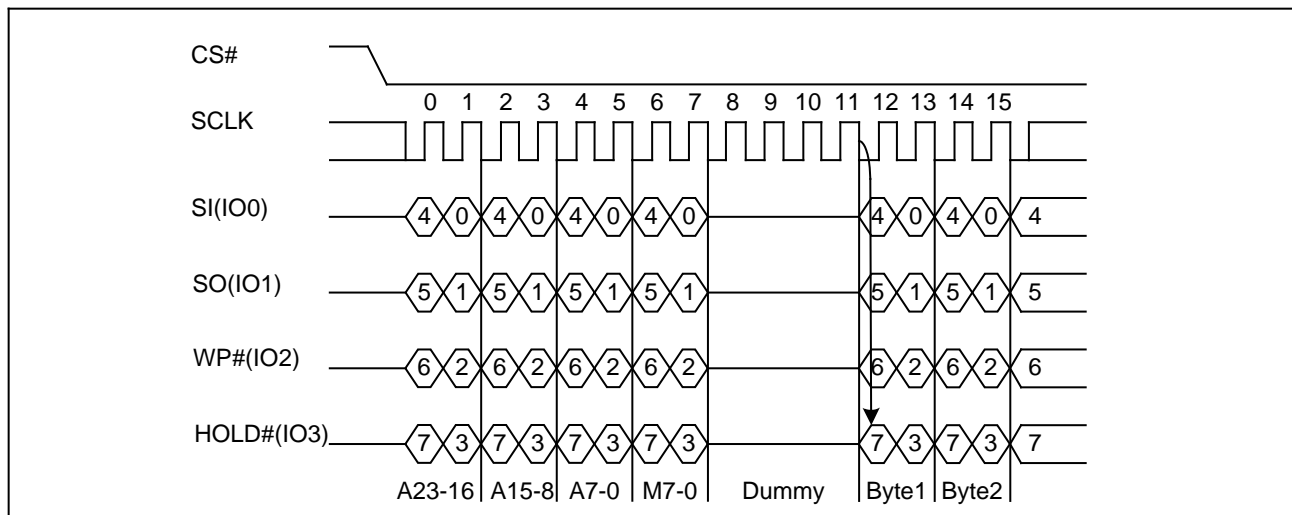 CS#
0 1 2 3 4 5 6 7 8 9 10 11 12 13 14 15
SCLK
SI(IO0) 4 0 4 0 4 0 4 0 4 0 4 0 4
SO(IO1) 5 1 5 1 5 1 5 1 5 1 5 1 5
WP#(IO2) 6 2 6 2 6 2 6 2 6 2 6 2 6
HOLD#(IO3) 7 3 7 3 7 3 7 3 7 3 7 3 7
A23-16 A15-8 A7-0 M7-0 Dummy Byte1 Byte2